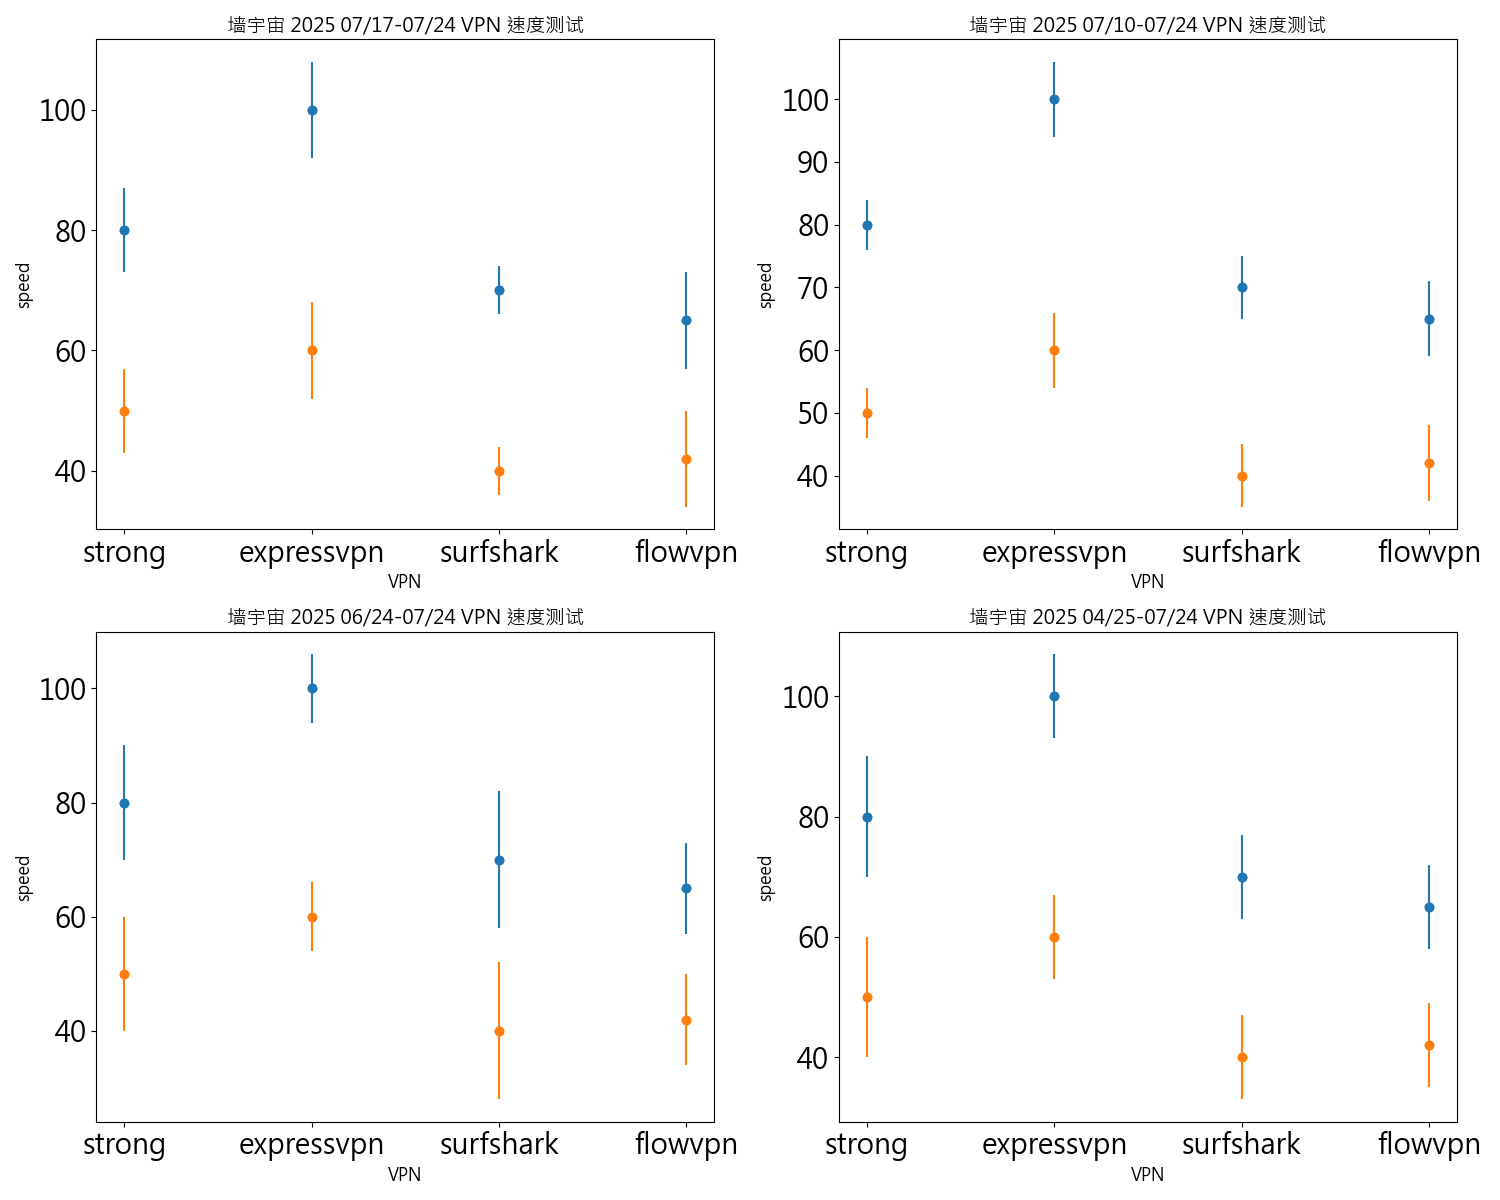 墙宇宙 2025 07/17-07/24 VPN 速度测试
100
80
60
40
speed
strong expressvpn surfshark flowvpn
VPN
墙宇宙 2025 07/10-07/24 VPN 速度测试
100
90
80
70
60
50
40
speed
strong expressvpn surfshark flowvpn
VPN
墙宇宙 2025 06/24-07/24 VPN 速度测试
100
80
60
40
speed
strong expressvpn surfshark flowvpn
VPN
墙宇宙 2025 04/25-07/24 VPN 速度测试
100
80
60
40
speed
strong expressvpn surfshark flowvpn
VPN